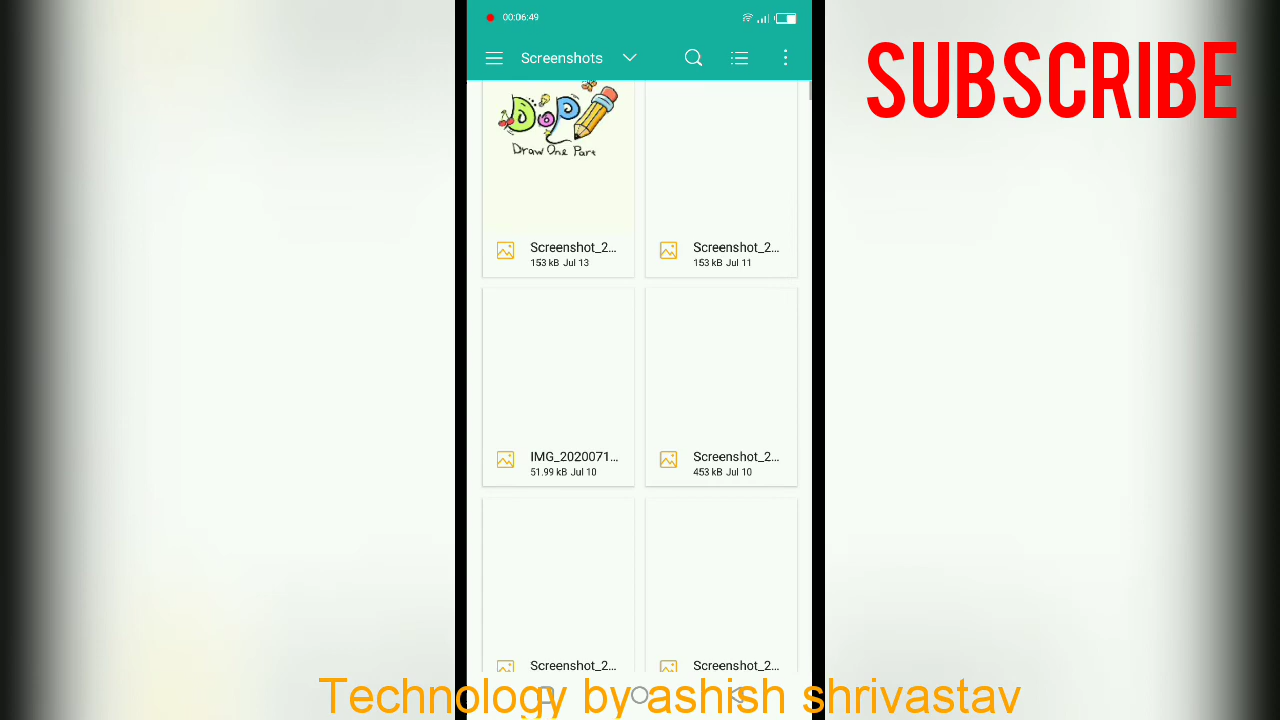 00:06:49
SUBSCRIBE
Screenshots
DOP
Draw One Part
Screenshot_2...
153 kB Jul 13
Screenshot_2...
153 kB Jul 11
IMG_2020071...
51.99 kB Jul 10
Screenshot_2...
453 kB Jul 10
Screenshot_2...
Screenshot_2...
Technology by ashish shrivastav